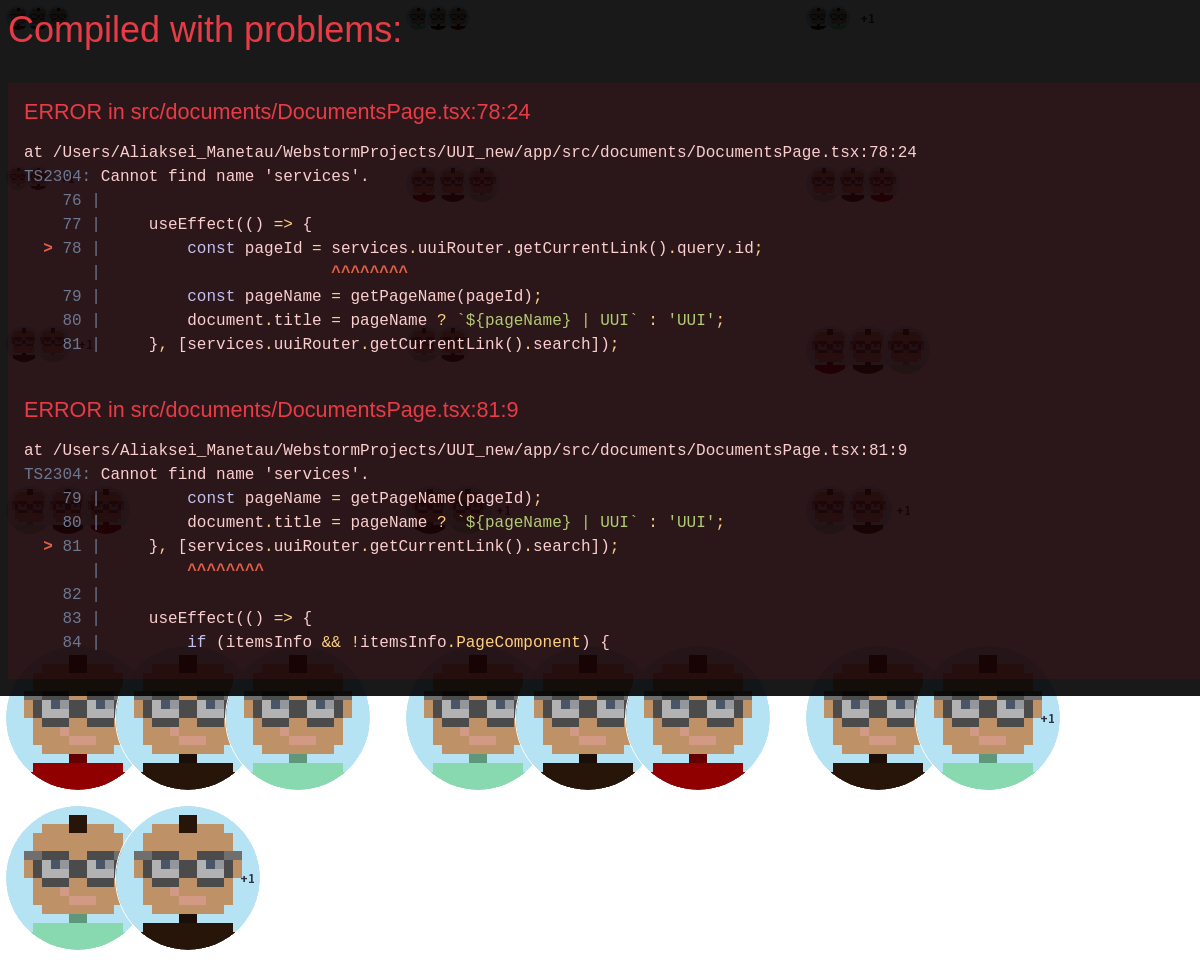 Compiled with problems:
+1
ERROR in src/documents/DocumentsPage.tsx:78:24
at /Users/Aliaksei_Manetau/WebstormProjects/UUI_new/app/src/documents/DocumentsPage.tsx:78:24
TS2304: Cannot find name 'services'.
76 |
77 |     useEffect(() => {
> 78 |         const pageId = services.uuiRouter.getCurrentLink().query.id;
|                        ^^^^^^^^
79 |         const pageName = getPageName(pageId);
80 |         document.title = pageName ? `${pageName} | UUI` : 'UUI';
81 |     }, [services.uuiRouter.getCurrentLink().search]);
+1
ERROR in src/documents/DocumentsPage.tsx:81:9
at /Users/Aliaksei_Manetau/WebstormProjects/UUI_new/app/src/documents/DocumentsPage.tsx:81:9
TS2304: Cannot find name 'services'.
79 |         const pageName = getPageName(pageId);
+1
+1
80 |         document.title = pageName ? `${pageName} | UUI` : 'UUI';
> 81 |     }, [services.uuiRouter.getCurrentLink().search]);
|         ^^^^^^^^
82 |
83 |     useEffect(() => {
84 |         if (itemsInfo && !itemsInfo.PageComponent) {
+1
+1